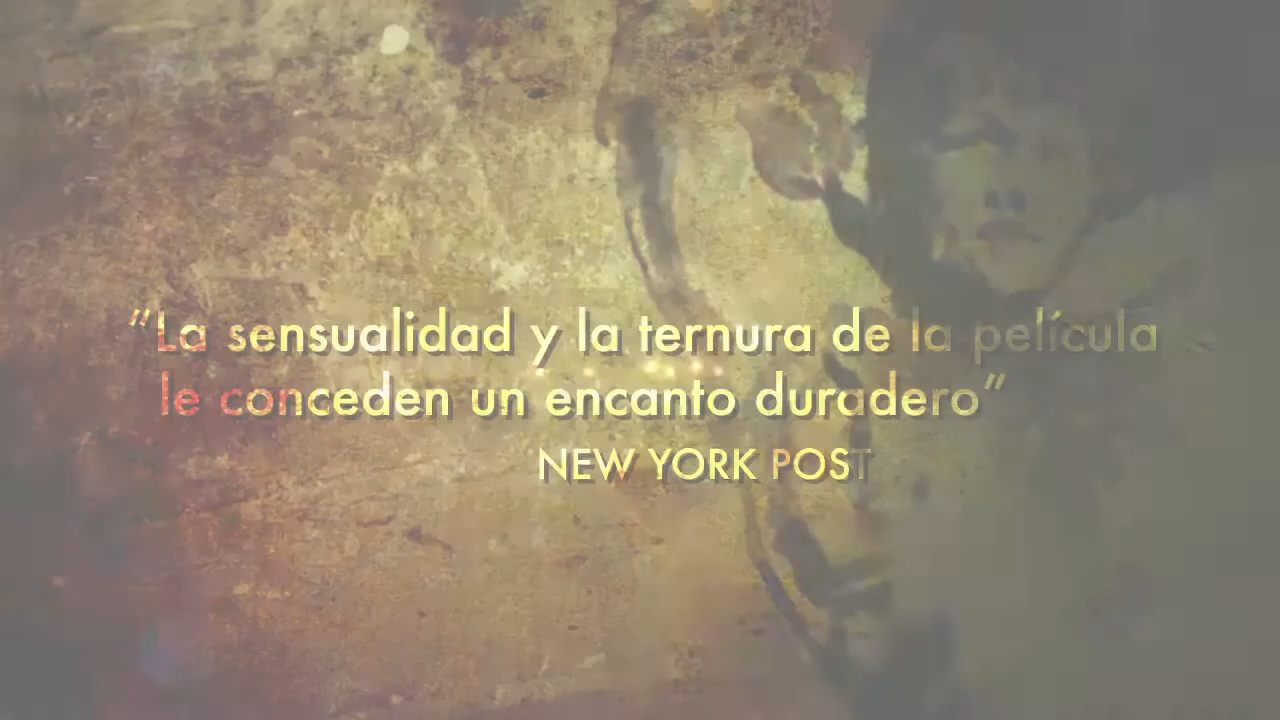 “La sensualidad y la ternura de la película
le conceden un encanto duradero”
NEW YORK POST